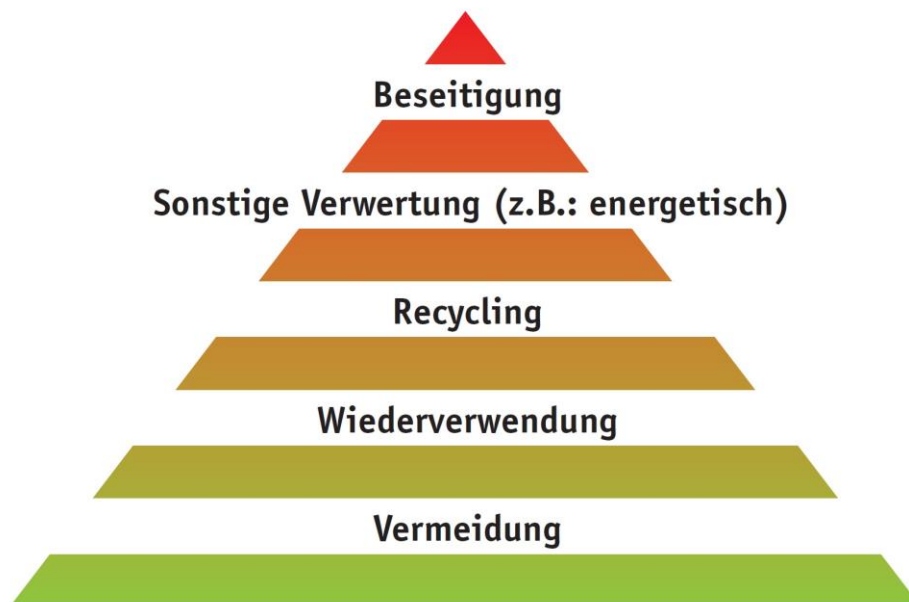 Beseitigung
Sonstige Verwertung (z.B.: energetisch)
Recycling
Wiederverwendung
Vermeidung